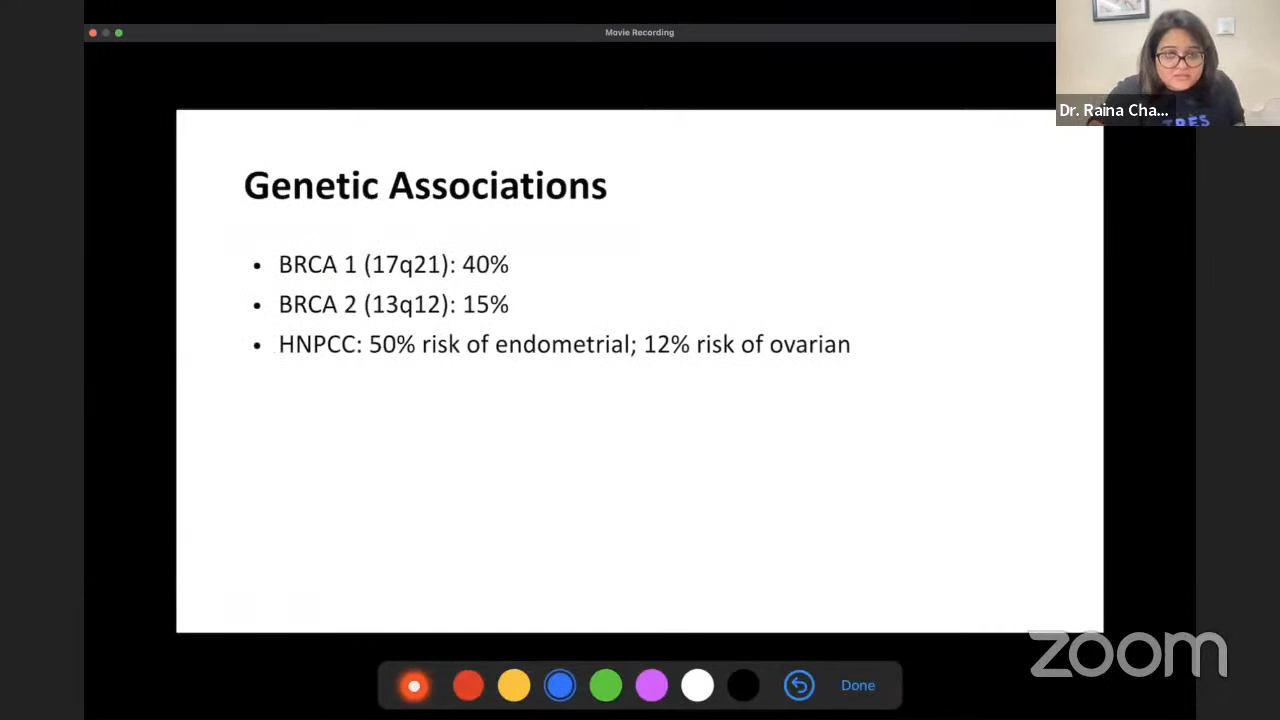 Movie Recording
Dr. Raina Cha...
TRES
Genetic Associations
• BRCA 1 (17q21): 40%
• BRCA 2 (13q12): 15%
• HNPCC: 50% risk of endometrial; 12% risk of ovarian
zoom
Done